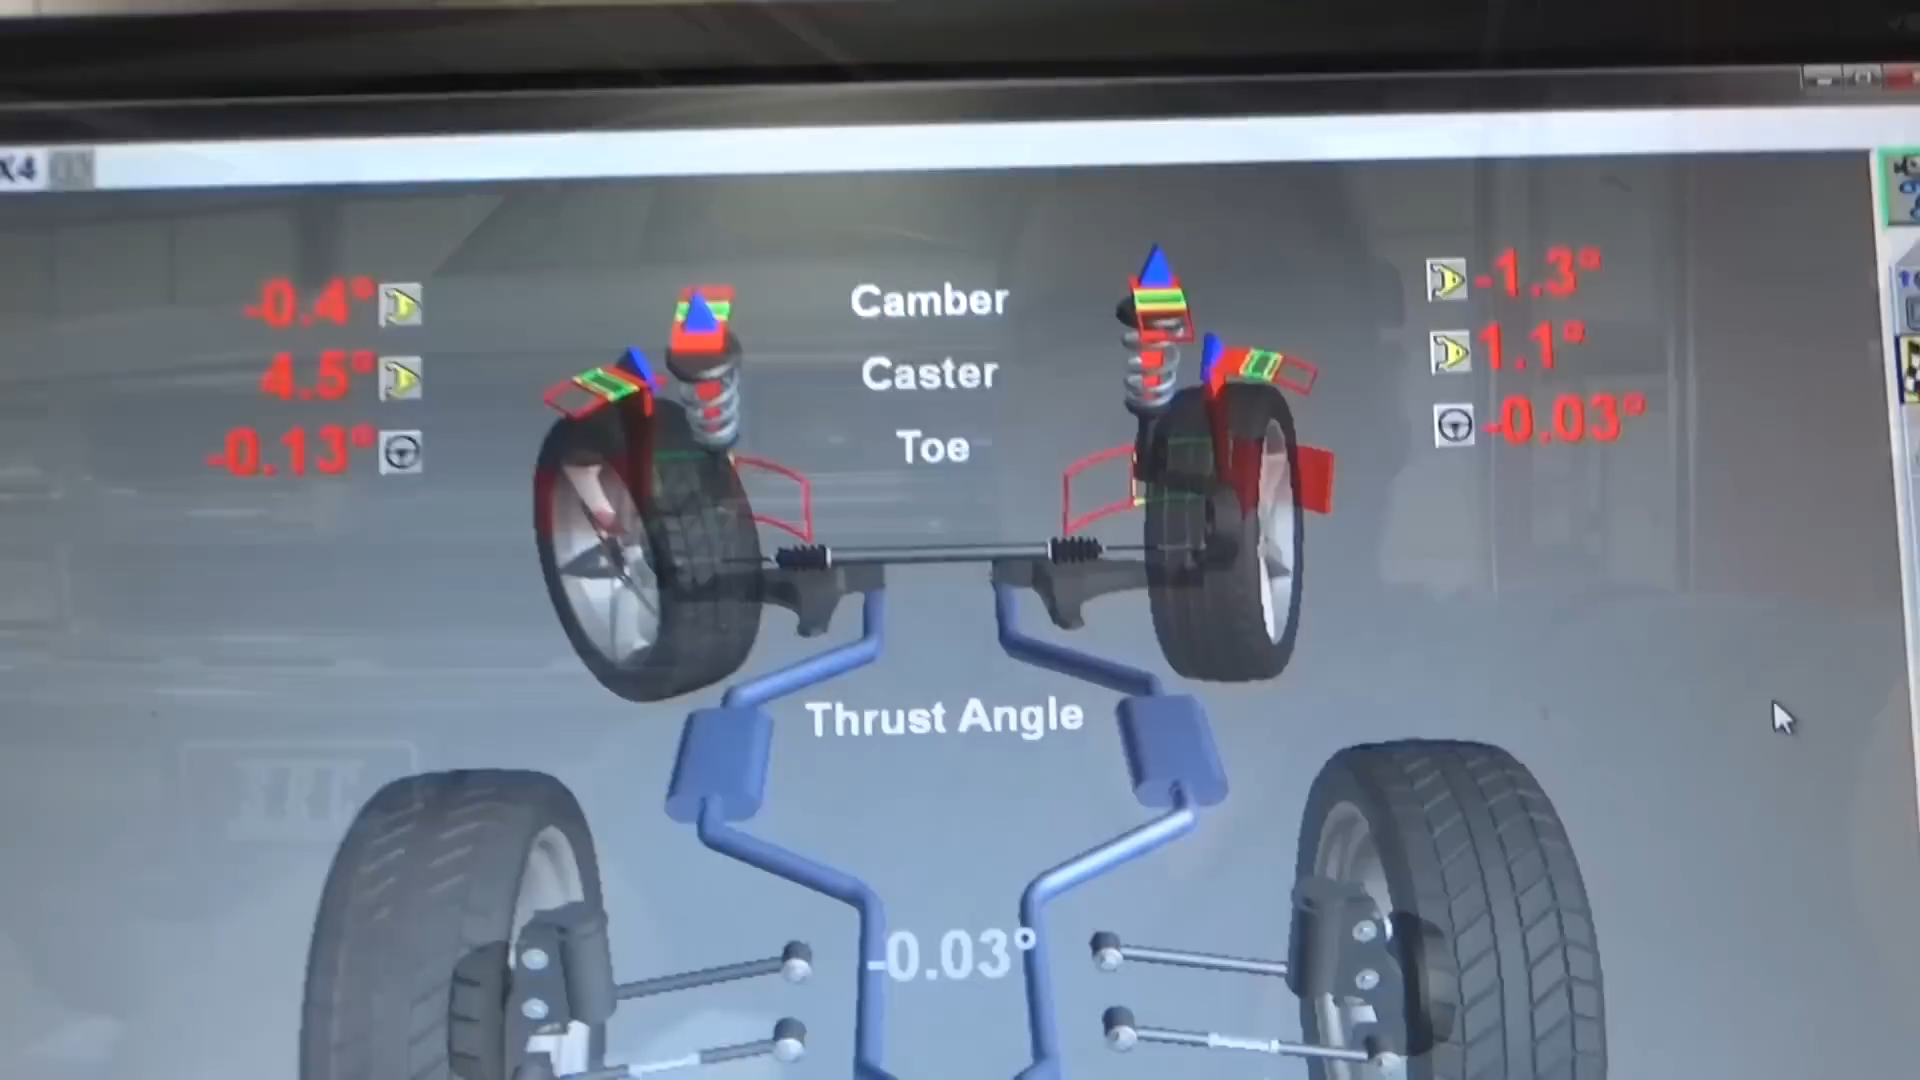 X4
-0.4° Camber -1.3°
4.5° Caster 1.1°
-0.13° Toe -0.03°
Thrust Angle
-0.03°